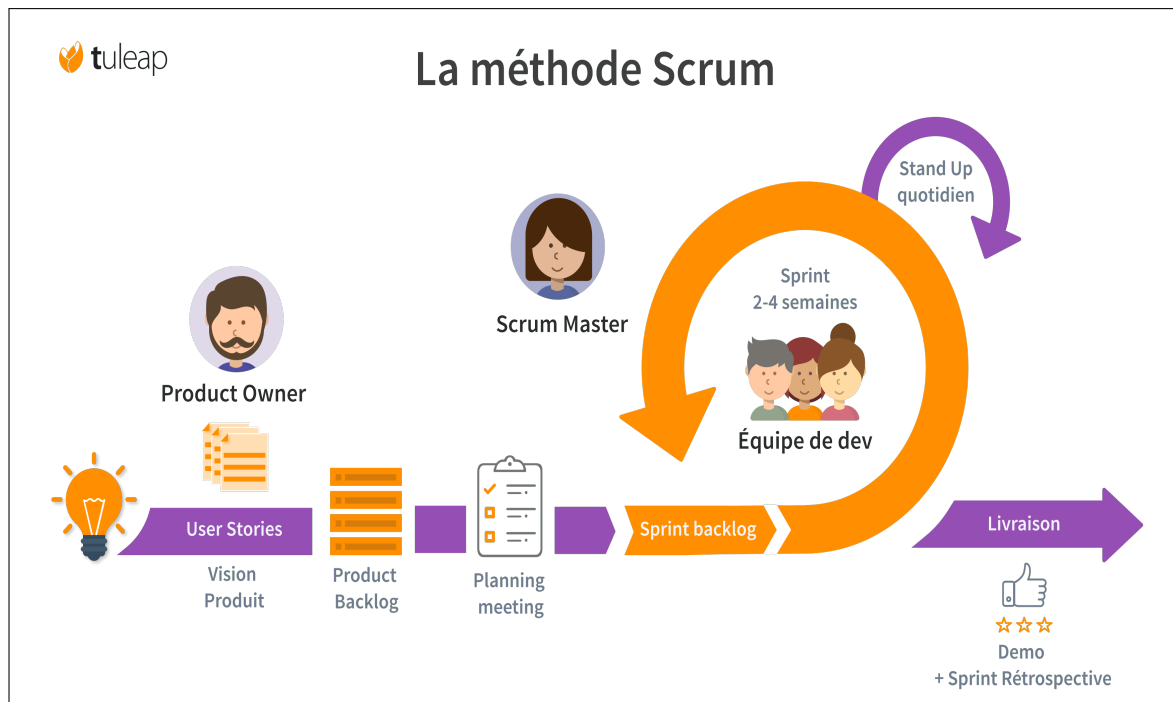 tuleap
La méthode Scrum
Stand Up
quotidien
Sprint
2-4 semaines
Scrum Master
Product Owner
Équipe de dev
User Stories
Sprint backlog
Livraison
Vision
Produit
Product
Backlog
Planning
meeting
Demo
+ Sprint Rétrospective